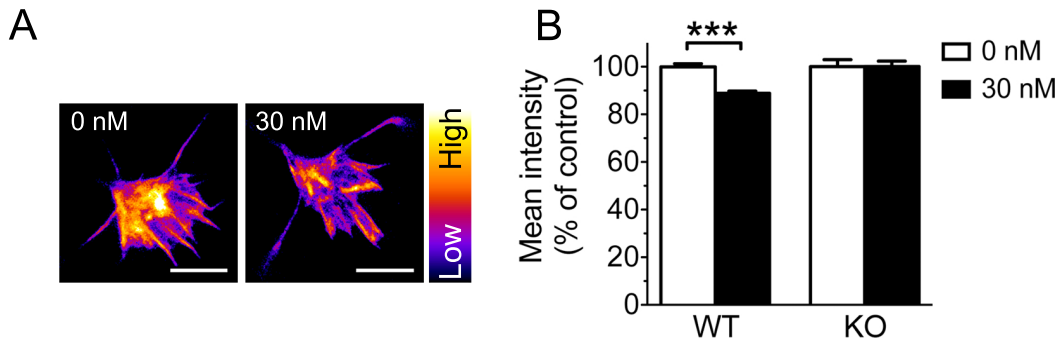 A
0 nM
30 nM
High
Low
B
***
Mean intensity
(% of control)
100
80
60
40
20
0
WT
KO
0 nM
30 nM